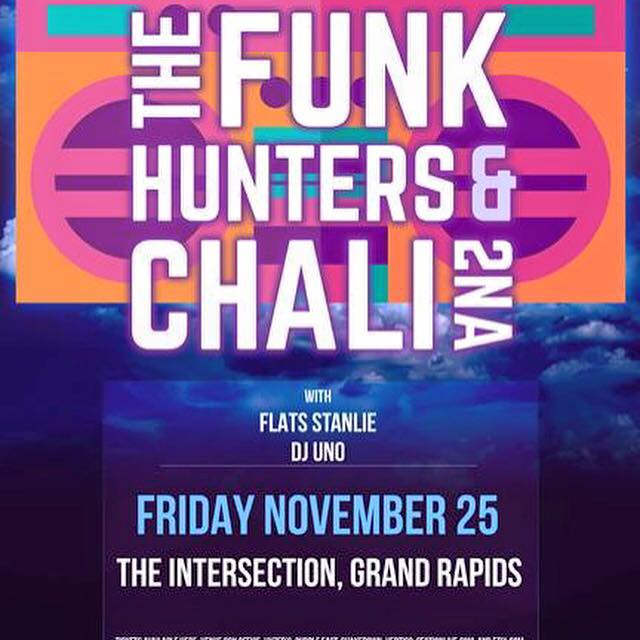 THE FUNK
HUNTERS &
CHALI 2NA
WITH
FLATS STANLIE
DJ UNO
FRIDAY NOVEMBER 25
THE INTERSECTION, GRAND RAPIDS